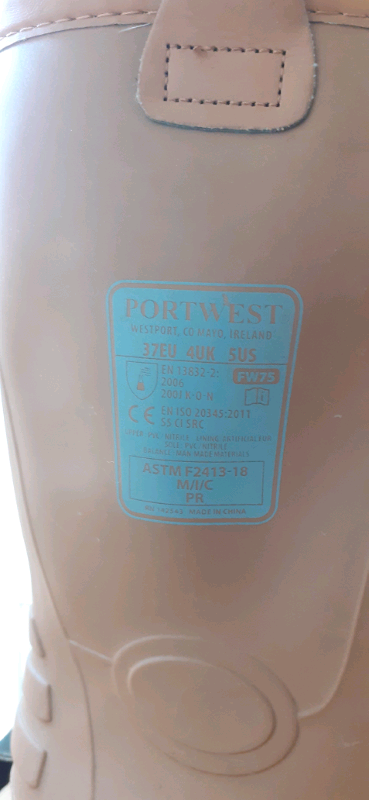 PORTWEST
WESTPORT, CO MAYO, IRELAND
37EU 4UK 5US
EN 13832-2:
2006
FW75
EN ISO 20345:2011
S5 CI SRC
ASTM F2413-18
M/I/C
PR
MADE IN CHINA